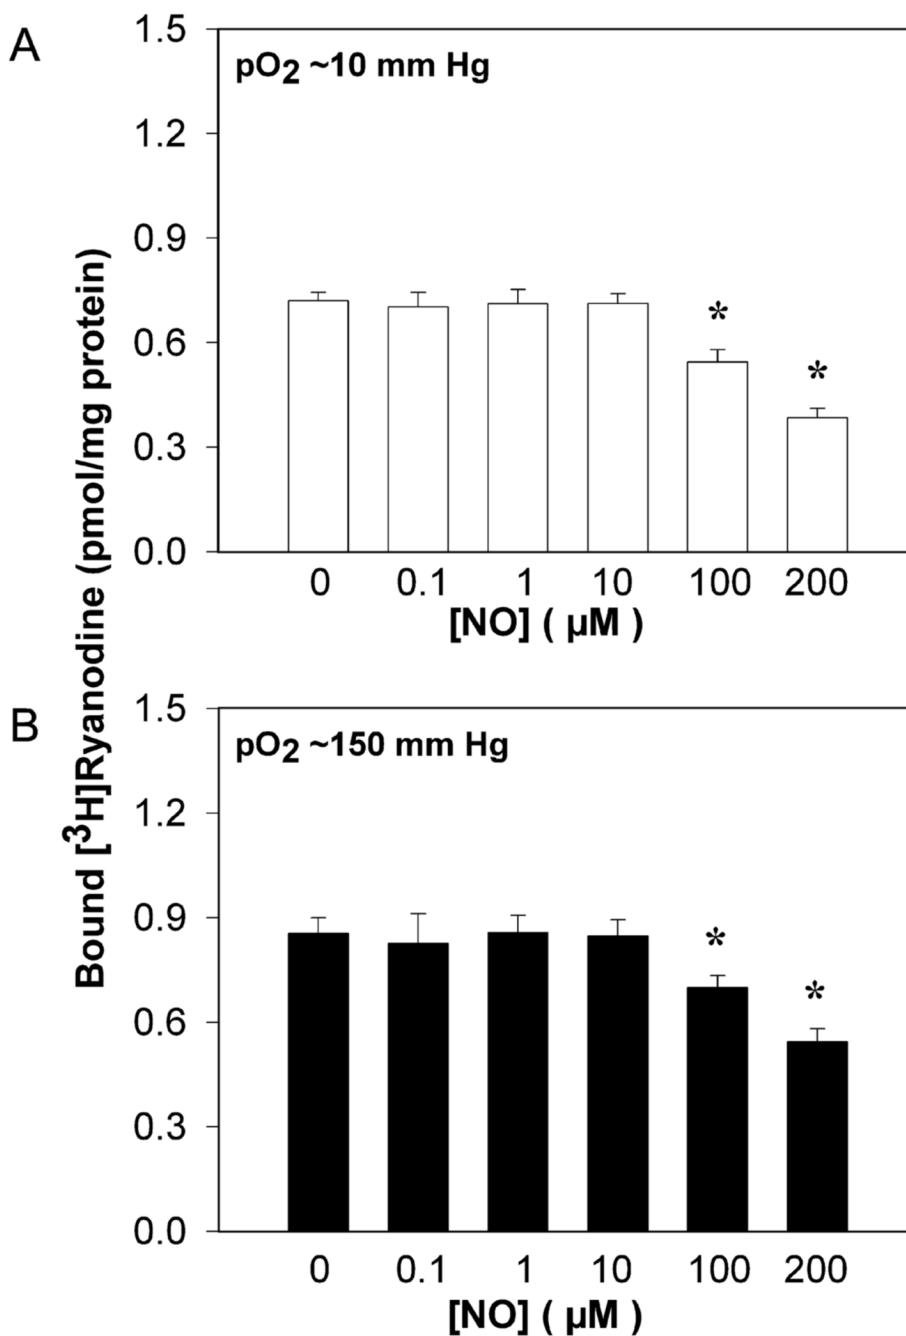 A
pO2 ~10 mm Hg
1.5
1.2
0.9
0.6
0.3
0.0
*
*
0 0.1 1 10 100 200
[NO] ( µM )
Bound [³H]Ryanodine (pmol/mg protein)
B
pO2 ~150 mm Hg
1.5
1.2
0.9
0.6
0.3
0.0
*
*
0 0.1 1 10 100 200
[NO] ( µM )